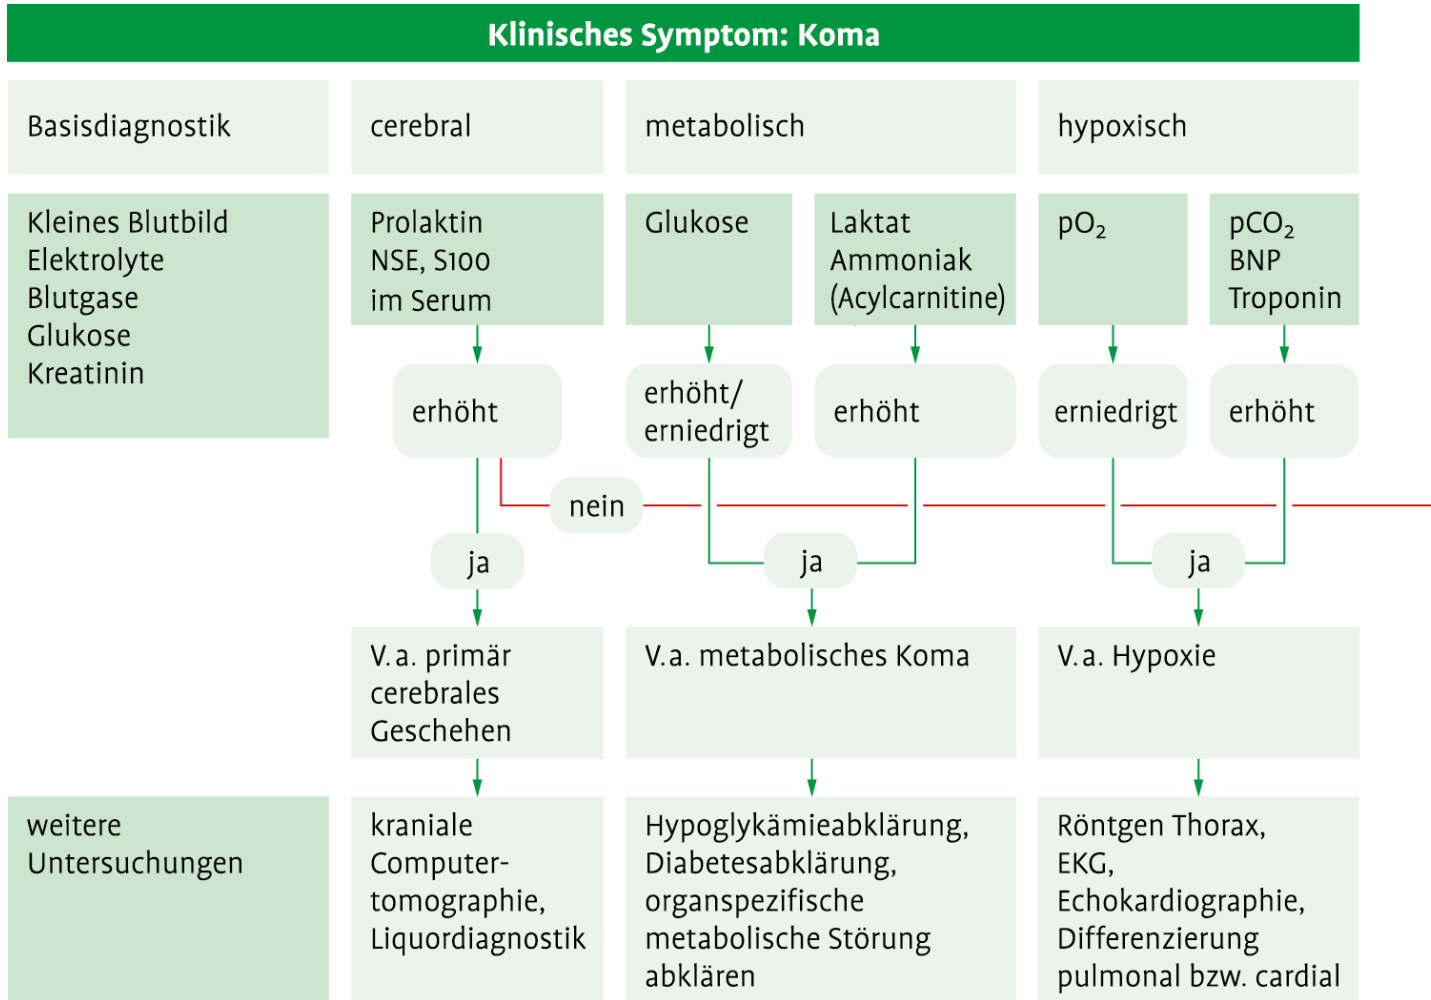 Klinisches Symptom: Koma
Basisdiagnostik
cerebral
metabolisch
hypoxisch
Kleines Blutbild
Elektrolyte
Blutgase
Glukose
Kreatinin
Prolaktin
NSE, S100
im Serum
Glukose
Laktat
Ammoniak
(Acylcarnitine)
pO₂
pCO₂
BNP
Troponin
erhöht
erhöht/
erniedrigt
erhöht
erniedrigt
erhöht
nein
ja
ja
ja
V. a. primär
cerebrales
Geschehen
V. a. metabolisches Koma
V. a. Hypoxie
weitere
Untersuchungen
kraniale
Computer-
tomographie,
Liquordiagnostik
Hypoglykämieabklärung,
Diabetesabklärung,
organspezifische
metabolische Störung
abklären
Röntgen Thorax,
EKG,
Echokardiographie,
Differenzierung
pulmonal bzw. cardial